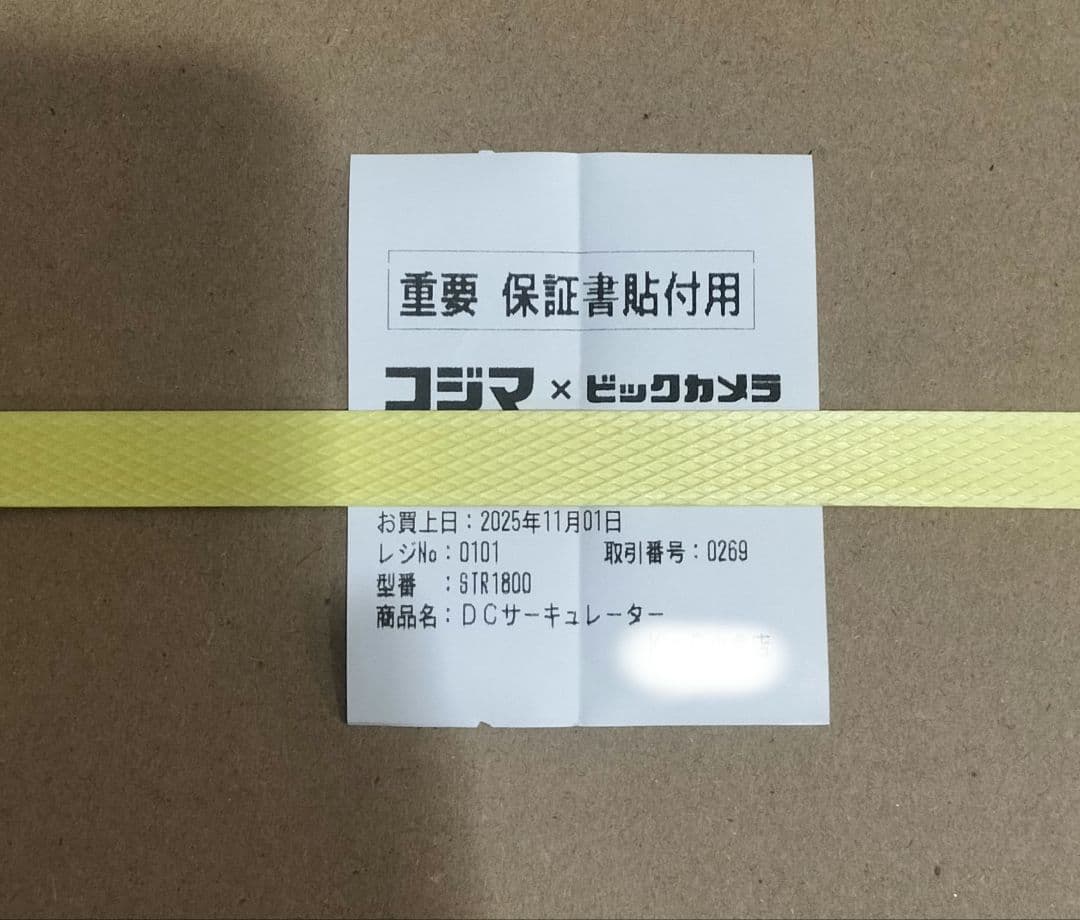 重要 保証書貼付用
コジマ×ビックカメラ
お買上日：2025年11月01日
レジNo：0101 取引番号：0269
型番 ：STR1800
商品名：DCサーキュレーター